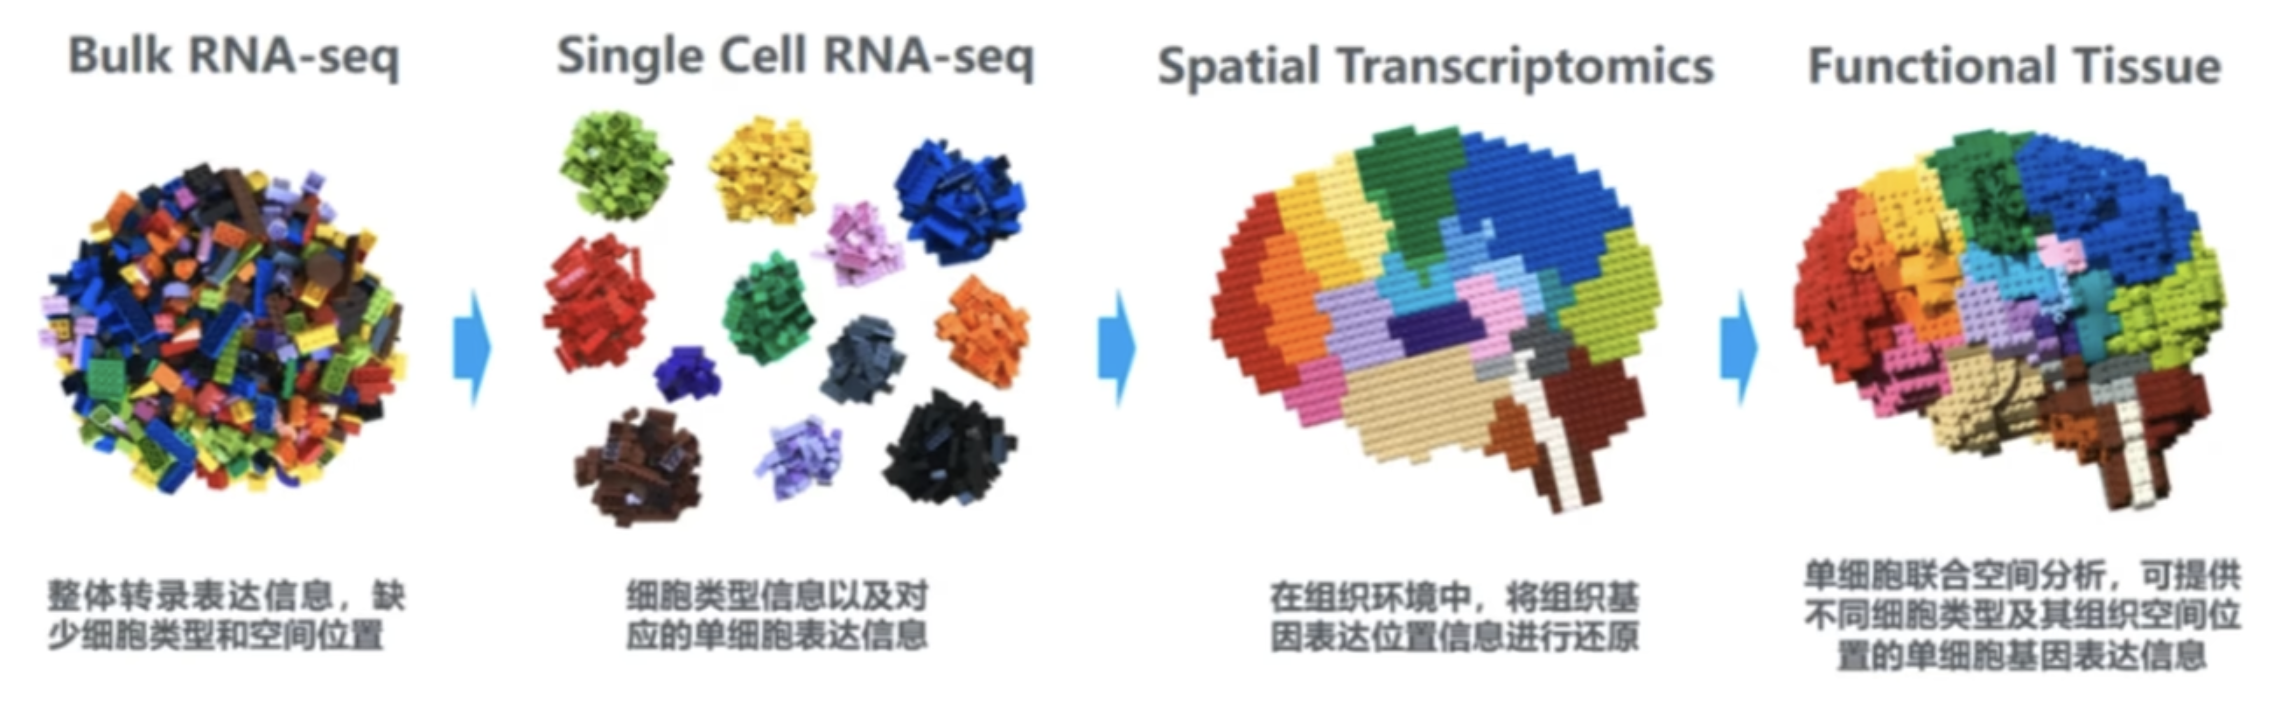 Bulk RNA-seq
Single Cell RNA-seq
Spatial Transcriptomics
Functional Tissue
整体转录表达信息，缺
少细胞类型和空间位置
细胞类型信息以及对
应的单细胞表达信息
在组织环境中，将组织基
因表达位置信息进行还原
单细胞联合空间分析，可提供
不同细胞类型及其组织空间位
置的单细胞基因表达信息